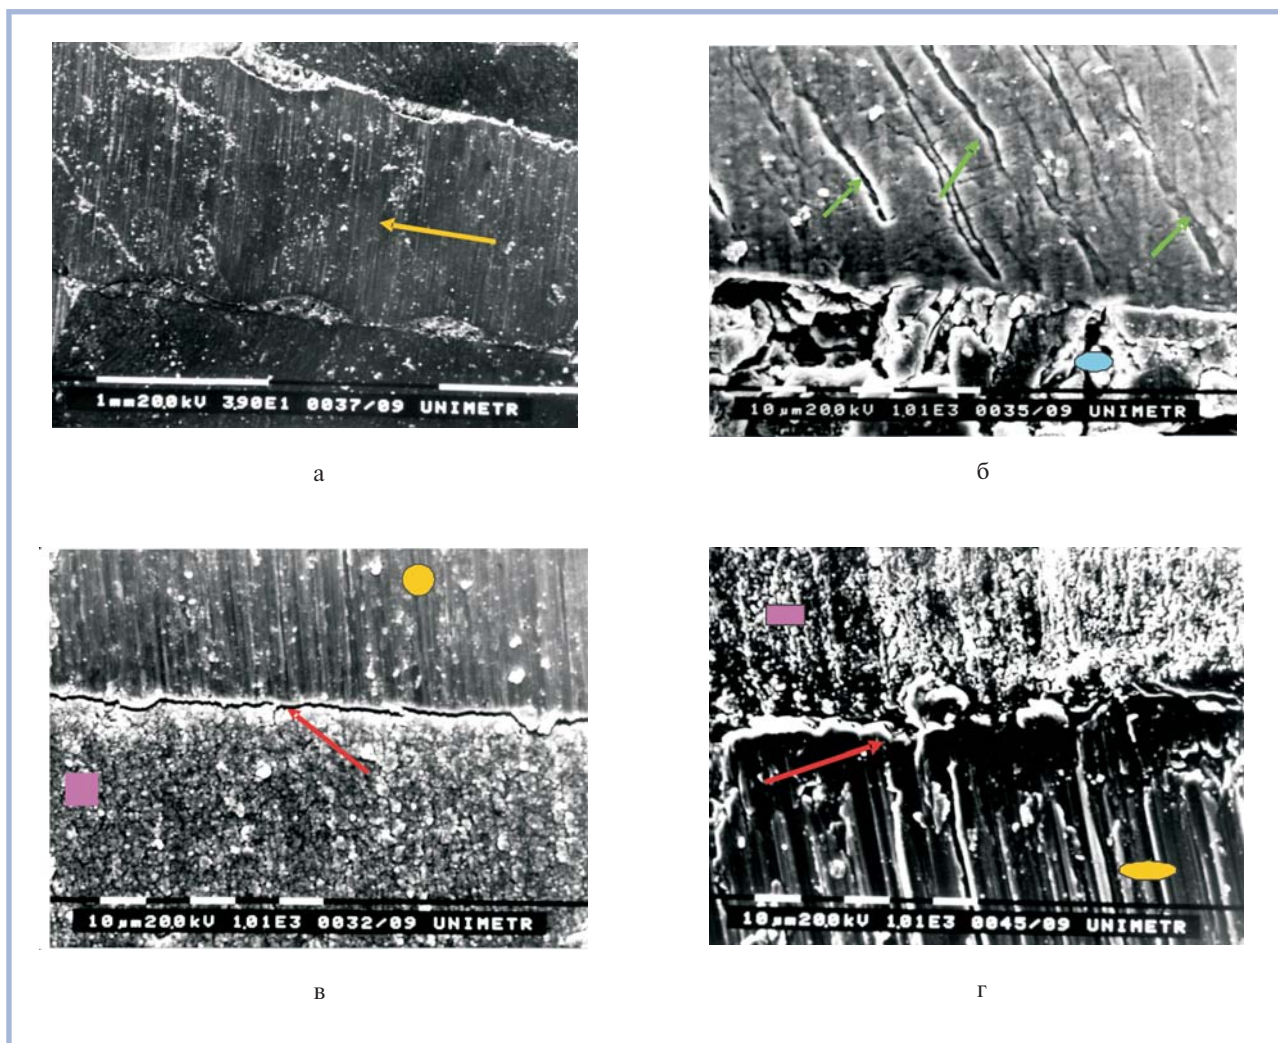 1mm20.0kV 3.90E1 0037/09 UNIMETR
10µm20.0kV 1.01E3 0035/09 UNIMETR
а
б
10µm20.0kV 1.01E3 0032/09 UNIMETR
10µm20.0kV 1.01E3 0045/09 UNIMETR
в
г